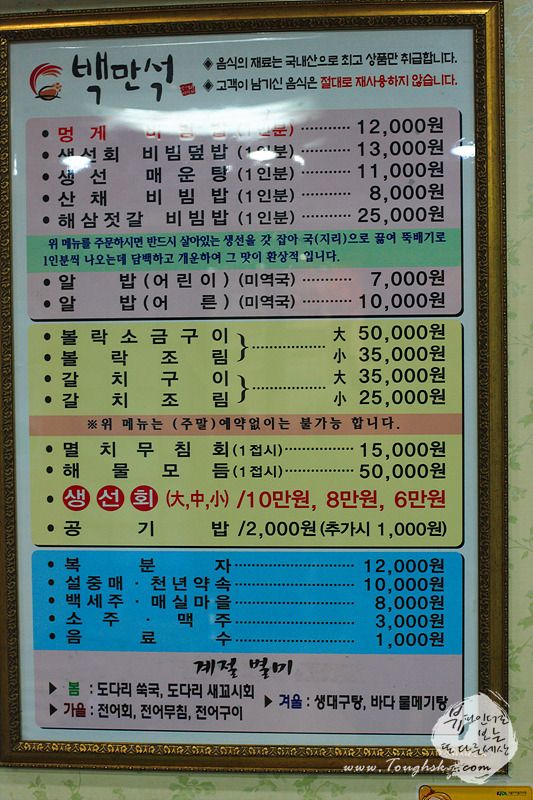 백만석
◈ 음식의 재료는 국내산으로 최고 상품만 취급합니다.
◈ 고객이 남기신 음식은 절대로 재사용하지 않습니다.
• 멍게 비빔밥(1인분) ············ 12,000원
• 생선회 비빔덮밥(1인분) ············ 13,000원
• 생선 매운탕(1인분) ············ 11,000원
• 산채 비빔밥(1인분) ············ 8,000원
• 해삼젓갈 비빔밥(1인분) ············ 25,000원
위 메뉴를 주문하시면 반드시 살아있는 생선을 갓 잡아 국(지리)으로 끓여 뚝배기로
1인분씩 나오는데 담백하고 개운하여 그 맛이 환상적 입니다.
• 알밥(어린이)(미역국) ············ 7,000원
• 알밥(어른)(미역국) ············ 10,000원
• 볼락소금구이 } ············ 大 50,000원
• 볼락조림 小 35,000원
• 갈치구이 } ············ 大 35,000원
• 갈치조림 小 25,000원
※위 메뉴는 (주말)예약없이는 불가능 합니다.
• 멸치무침회(1접시) ············ 15,000원
• 해물모듬(1접시) ············ 50,000원
• 생선회 (大,中,小) /10만원, 8만원, 6만원
• 공기밥 /2,000원(추가시 1,000원)
• 복분자 ············ 12,000원
• 설중매·천년약속 ············ 10,000원
• 백세주·매실마을 ············ 8,000원
• 소주·맥주 ············ 3,000원
• 음료수 ············ 1,000원
계절 별미
▶ 봄 : 도다리 쑥국, 도다리 새꼬시회
▶ 가을 : 전어회, 전어무침, 전어구이
▶ 겨울 : 생대구탕, 바다 물메기탕
뷰파인더로
보는
또 다른 세상
www.Toughsky.com